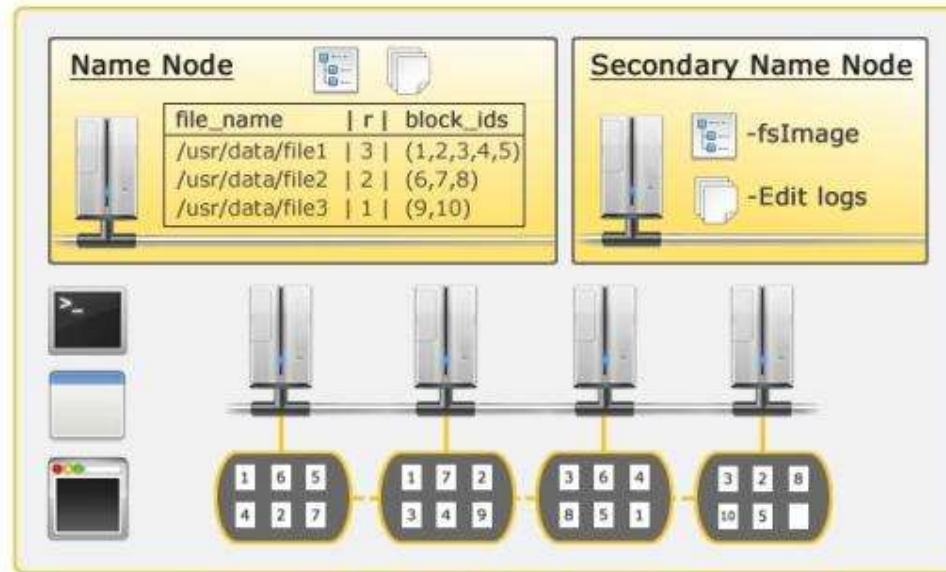 Name Node
file_name | r | block_ids
/usr/data/file1 | 3 | (1,2,3,4,5)
/usr/data/file2 | 2 | (6,7,8)
/usr/data/file3 | 1 | (9,10)
Secondary Name Node
-fsImage
-Edit logs
>_
1 6 5
4 2 7
1 7 2
3 4 9
3 6 4
8 5 1
3 2 8
10 5